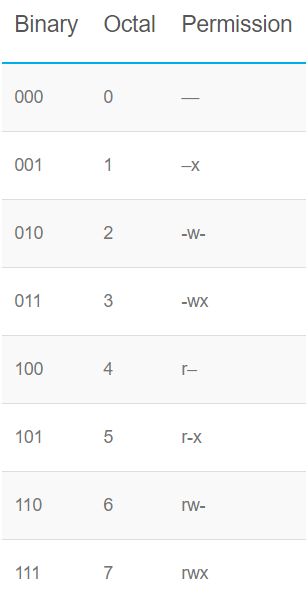 Binary Octal Permission
000 0 —
001 1 –x
010 2 -w-
011 3 -wx
100 4 r–
101 5 r-x
110 6 rw-
111 7 rwx